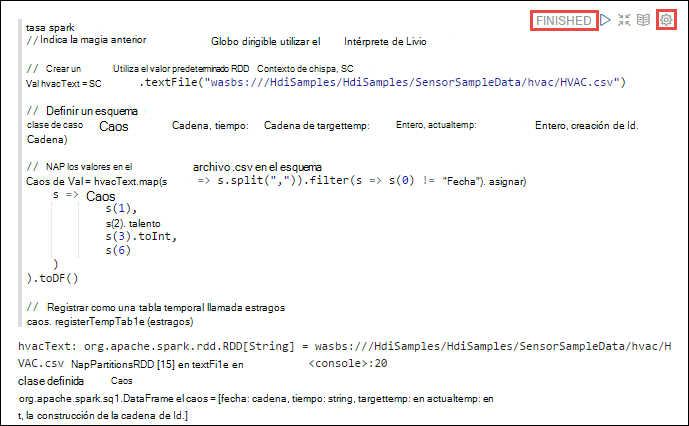 FINISHED
tasa spark
//Indica la magia anterior Globo dirigible utilizar el Intérprete de Livio
// Crear un Utiliza el valor predeterminado RDD Contexto de chispa, SC
Val hvacText = SC .textFile("wasbs:///HdiSamples/HdiSamples/SensorSampleData/hvac/HVAC.csv")
// Definir un esquema
clase de caso Caos Cadena, tiempo: Cadena de targettemp: Entero, actualtemp: Entero, creación de Id.
Cadena)
// NAP los valores en el archivo .csv en el esquema
Caos de Val = hvacText.map(s => s.split(",")).filter(s => s(0) != "Fecha"). asignar)
s => Caos
s(1),
s(2). talento
s(3).toInt,
s(6)
)
).toDF()
// Registrar como una tabla temporal llamada estragos
caos. registerTempTab1e (estragos)
hvacText: org.apache.spark.rdd.RDD[String] = wasbs:///HdiSamples/HdiSamples/SensorSampleData/hvac/H
VAC.csv NapPartitionsRDD [15] en textFi1e en <console>:20
clase definida Caos
org.apache.spark.sq1.DataFrame el caos = [fecha: cadena, tiempo: string, targettemp: en actualtemp: en
t, la construcción de la cadena de Id.]